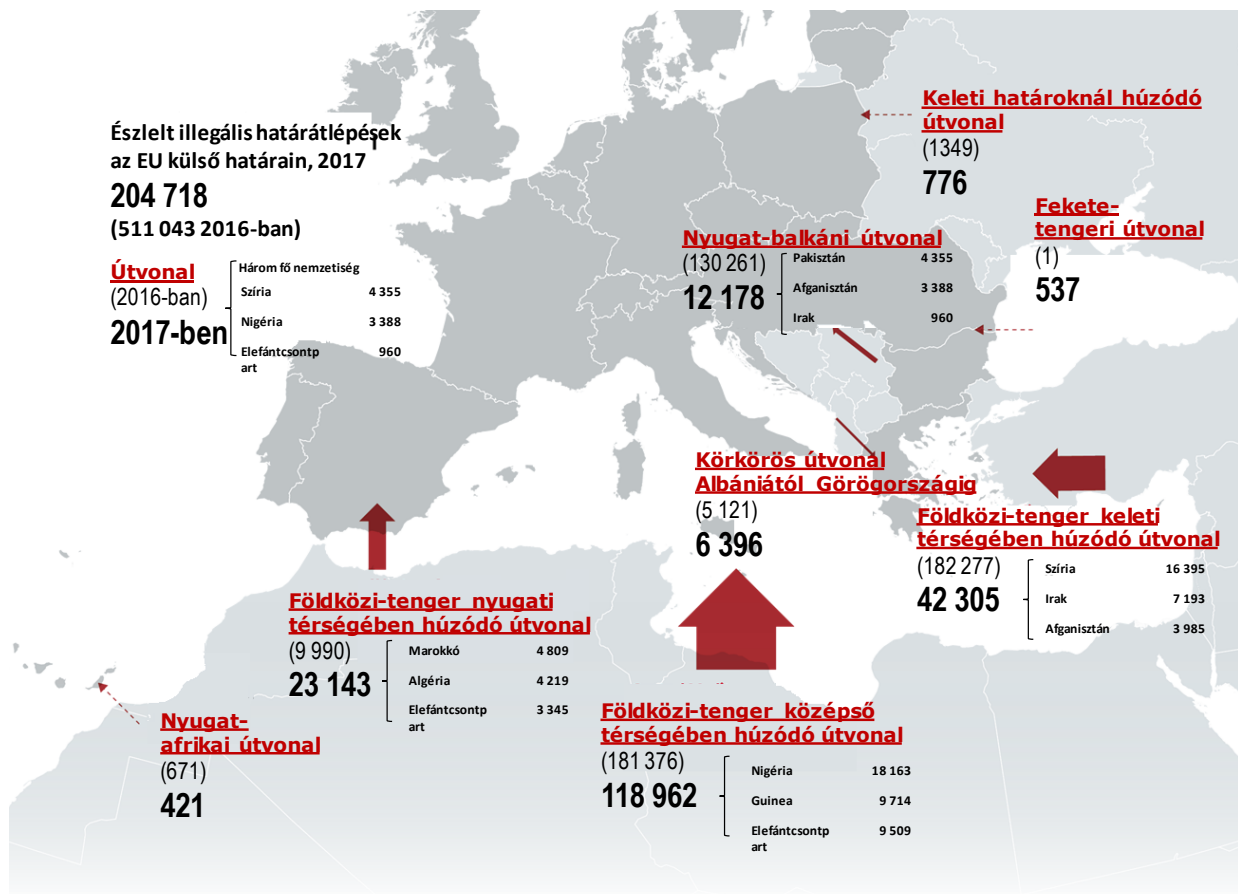 Észlelt illegális határátlépések
az EU külső határain, 2017
204 718
(511 043 2016-ban)
Útvonal
(2016-ban)
2017-ben
Három fő nemzetiség
Szíria 4 355
Nigéria 3 388
Elefántcsontp
art 960
Keleti határoknál húzódó
útvonal
(1349)
776
Fekete-
tengeri útvonal
(1)
537
Nyugat-balkáni útvonal
(130 261)
12 178
Pakisztán 4 355
Afganisztán 3 388
Irak 960
Körkörös útvonal
Albániától Görögországig
(5 121)
6 396
Földközi-tenger keleti
térségében húzódó útvonal
(182 277)
42 305
Szíria 16 395
Irak 7 193
Afganisztán 3 985
Földközi-tenger nyugati
térségében húzódó útvonal
(9 990)
23 143
Marokkó 4 809
Algéria 4 219
Elefántcsontp
art 3 345
Nyugat-
afrikai útvonal
(671)
421
Földközi-tenger középső
térségében húzódó útvonal
(181 376)
118 962
Nigéria 18 163
Guinea 9 714
Elefántcsontp
art 9 509